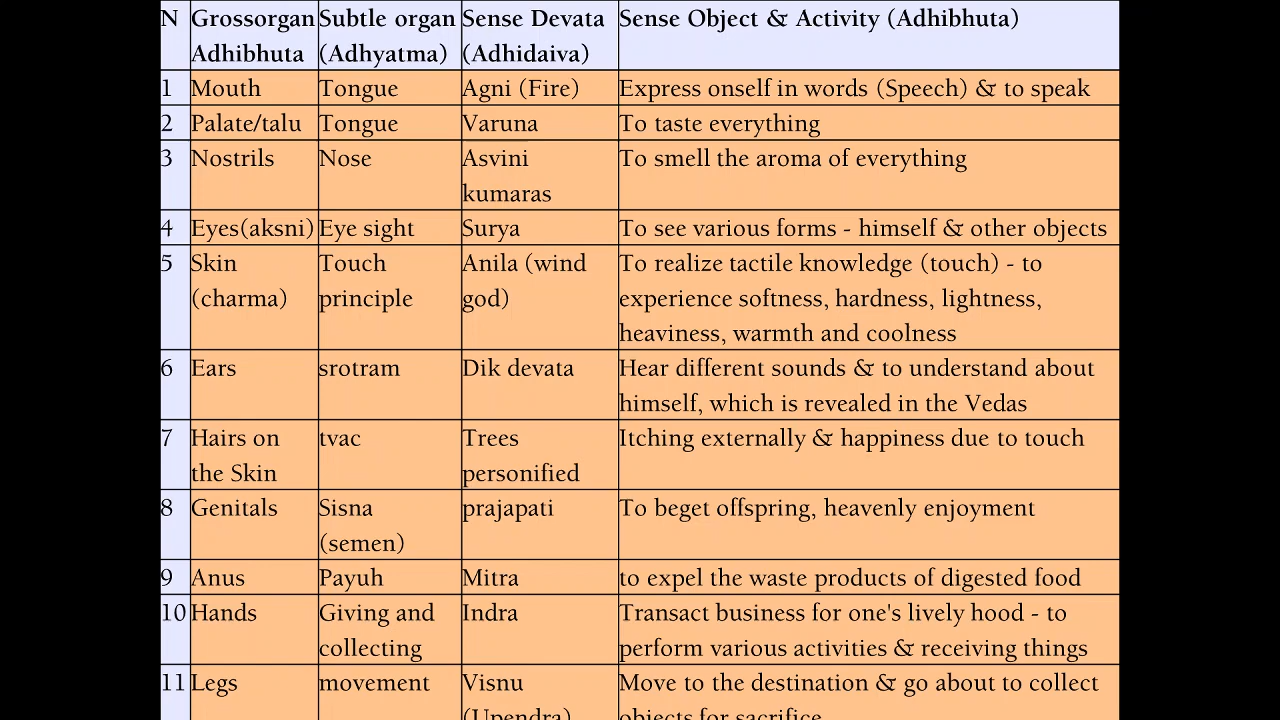 N Grossorgan Subtle organ Sense Devata Sense Object & Activity (Adhibhuta)
Adhibhuta (Adhyatma) (Adhidaiva)
1 Mouth Tongue Agni (Fire) Express onself in words (Speech) & to speak
2 Palate/talu Tongue Varuna To taste everything
3 Nostrils Nose Asvini To smell the aroma of everything
kumaras
4 Eyes(aksni) Eye sight Surya To see various forms - himself & other objects
5 Skin Touch Anila (wind To realize tactile knowledge (touch) - to
(charma) principle god) experience softness, hardness, lightness,
heaviness, warmth and coolness
6 Ears srotram Dik devata Hear different sounds & to understand about
himself, which is revealed in the Vedas
7 Hairs on tvac Trees Itching externally & happiness due to touch
the Skin personified
8 Genitals Sisna prajapati To beget offspring, heavenly enjoyment
(semen)
9 Anus Payuh Mitra to expel the waste products of digested food
10 Hands Giving and Indra Transact business for one's lively hood - to
collecting perform various activities & receiving things
11 Legs movement Visnu Move to the destination & go about to collect
(Upendra) objects for sacrifice